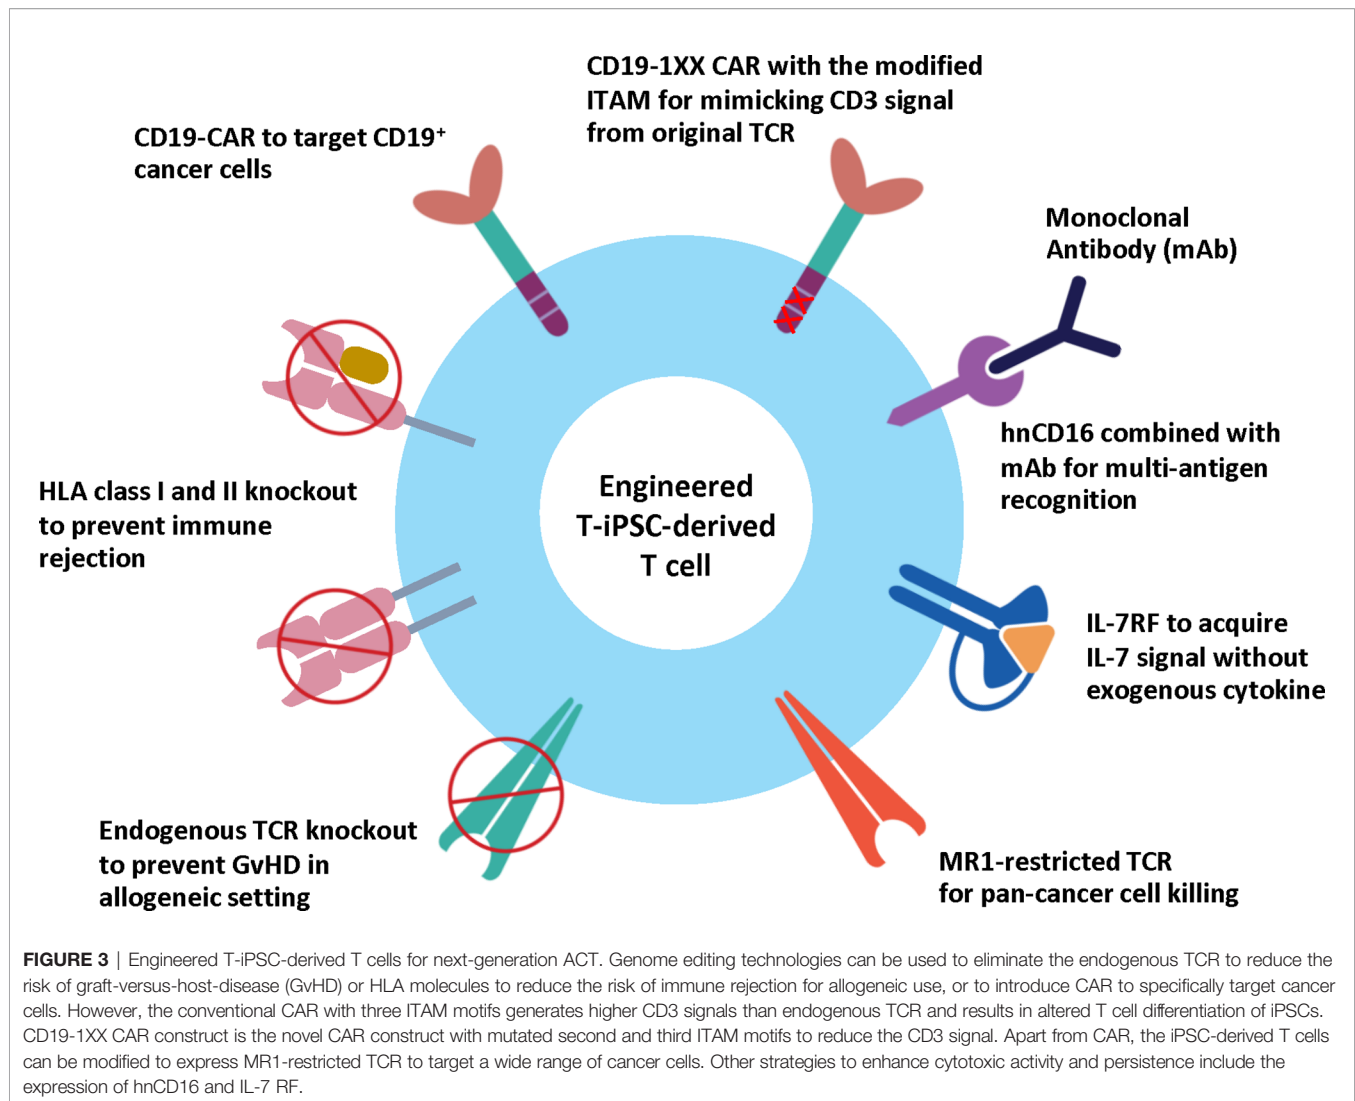 CD19-CAR to target CD19⁺
cancer cells
CD19-1XX CAR with the modified
ITAM for mimicking CD3 signal
from original TCR
Monoclonal
Antibody (mAb)
hnCD16 combined with
mAb for multi-antigen
recognition
HLA class I and II knockout
to prevent immune
rejection
Engineered
T-iPSC-derived
T cell
IL-7RF to acquire
IL-7 signal without
exogenous cytokine
Endogenous TCR knockout
to prevent GvHD in
allogeneic setting
MR1-restricted TCR
for pan-cancer cell killing
FIGURE 3 | Engineered T-iPSC-derived T cells for next-generation ACT. Genome editing technologies can be used to eliminate the endogenous TCR to reduce the
risk of graft-versus-host-disease (GvHD) or HLA molecules to reduce the risk of immune rejection for allogeneic use, or to introduce CAR to specifically target cancer
cells. However, the conventional CAR with three ITAM motifs generates higher CD3 signals than endogenous TCR and results in altered T cell differentiation of iPSCs.
CD19-1XX CAR construct is the novel CAR construct with mutated second and third ITAM motifs to reduce the CD3 signal. Apart from CAR, the iPSC-derived T cells
can be modified to express MR1-restricted TCR to target a wide range of cancer cells. Other strategies to enhance cytotoxic activity and persistence include the
expression of hnCD16 and IL-7 RF.